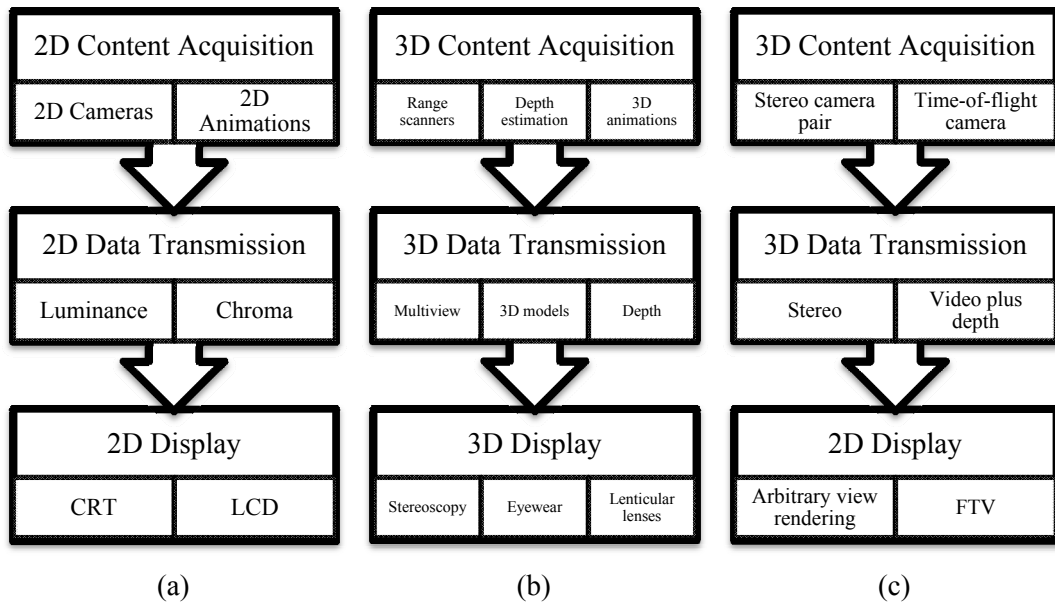 2D Content Acquisition
2D Cameras
2D
Animations
2D Data Transmission
Luminance
Chroma
2D Display
CRT
LCD
(a)
3D Content Acquisition
Range
scanners
Depth
estimation
3D
animations
3D Data Transmission
Multiview
3D models
Depth
3D Display
Stereoscopy
Eyewear
Lenticular
lenses
(b)
3D Content Acquisition
Stereo camera
pair
Time-of-flight
camera
3D Data Transmission
Stereo
Video plus
depth
2D Display
Arbitrary view
rendering
FTV
(c)